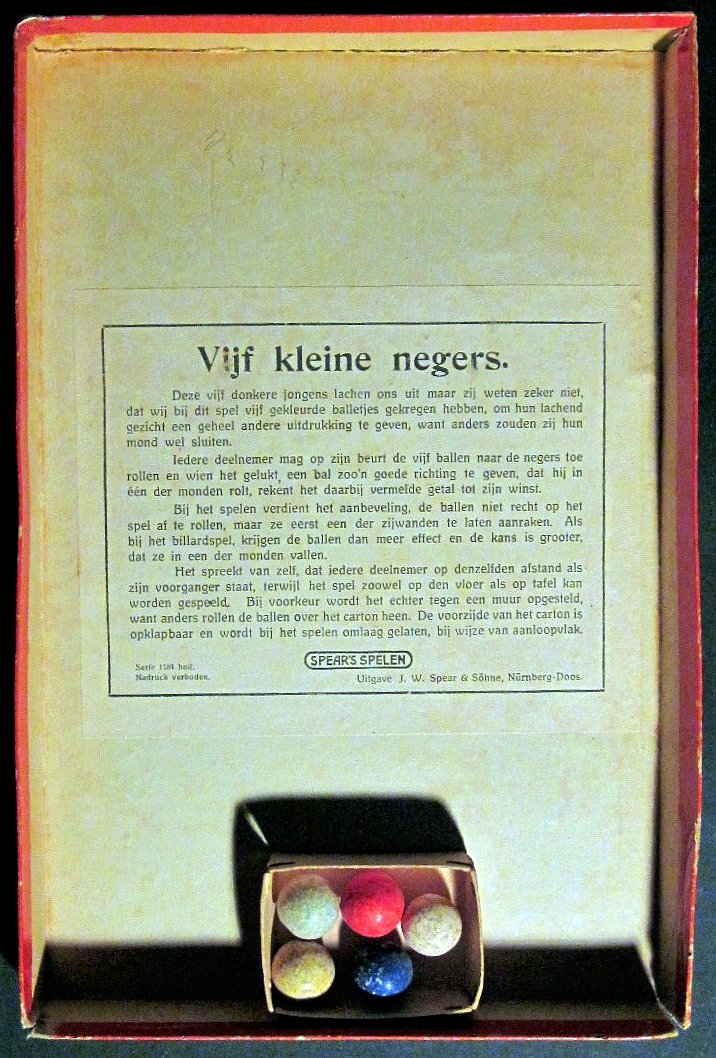 Vijf kleine negers.
Deze vijf donkere jongens lachen ons uit maar zij weten zeker niet,
dat wij bij dit spel vijf gekleurde balletjes gekregen hebben, om hun lachend
gezicht een geheel andere uitdrukking te geven, want anders zouden zij hun
mond wel sluiten.
Iedere deelnemer mag op zijn beurt de vijf ballen naar de negers toe
rollen en wien het gelukt, een bal zoo'n goede richting te geven, dat hij in
één der monden rolt, rekent het daarbij vermelde getal tot zijn winst.
Bij het spelen verdient het aanbeveling, de ballen niet recht op het
spel af te rollen, maar ze eerst een der zijwanden te laten aanraken. Als
bij het billardspel, krijgen de ballen dan meer effect en de kans is grooter,
dat ze in een der monden vallen.
Het spreekt van zelf, dat iedere deelnemer op denzelfden afstand als
zijn voorganger staat, terwijl het spel zoowel op den vloer als op tafel kan
worden gespeeld. Bij voorkeur wordt het echter tegen een muur opgesteld,
want anders rollen de ballen over het carton heen. De voorzijde van het carton is
opklapbaar en wordt bij het spelen omlaag gelaten, bij wijze van aanloopvlak.
SPEAR'S SPELEN
Serie 1784 holl.
Nadruck verboden.
Uitgave J. W. Spear & Söhne, Nürnberg-Doos.